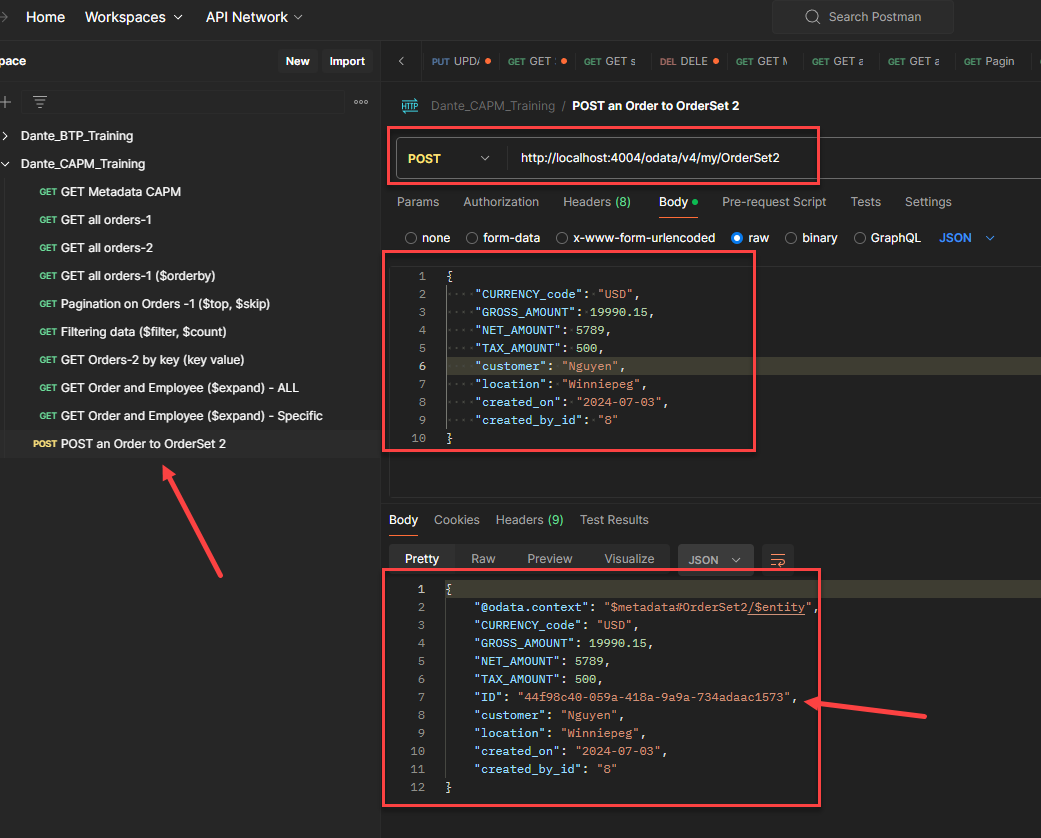 Home Workspaces API Network Search Postman
pace New Import
PUT UPDA GET GET : GET GET s DEL DELE GET GET M GET GET a GET GET a GET Pagin
Dante_CAPM_Training / POST an Order to OrderSet 2
Dante_BTP_Training
Dante_CAPM_Training
GET GET Metadata CAPM
GET GET all orders-1
GET GET all orders-2
GET GET all orders-1 ($orderby)
GET Pagination on Orders -1 ($top, $skip)
GET Filtering data ($filter, $count)
GET GET Orders-2 by key (key value)
GET GET Order and Employee ($expand) - ALL
GET GET Order and Employee ($expand) - Specific
POST POST an Order to OrderSet 2
POST http://localhost:4004/odata/v4/my/OrderSet2
Params Authorization Headers (8) Body Pre-request Script Tests Settings
none form-data x-www-form-urlencoded raw binary GraphQL JSON
1 {
2 "CURRENCY_code": "USD",
3 "GROSS_AMOUNT": 19990.15,
4 "NET_AMOUNT": 5789,
5 "TAX_AMOUNT": 500,
6 "customer": "Nguyen",
7 "location": "Winniepeg",
8 "created_on": "2024-07-03",
9 "created_by_id": "8"
10 }
Body Cookies Headers (9) Test Results
Pretty Raw Preview Visualize JSON
1 {
2 "@odata.context": "$metadata#OrderSet2/$entity",
3 "CURRENCY_code": "USD",
4 "GROSS_AMOUNT": 19990.15,
5 "NET_AMOUNT": 5789,
6 "TAX_AMOUNT": 500,
7 "ID": "44f98c40-059a-418a-9a9a-734adaac1573",
8 "customer": "Nguyen",
9 "location": "Winniepeg",
10 "created_on": "2024-07-03",
11 "created_by_id": "8"
12 }